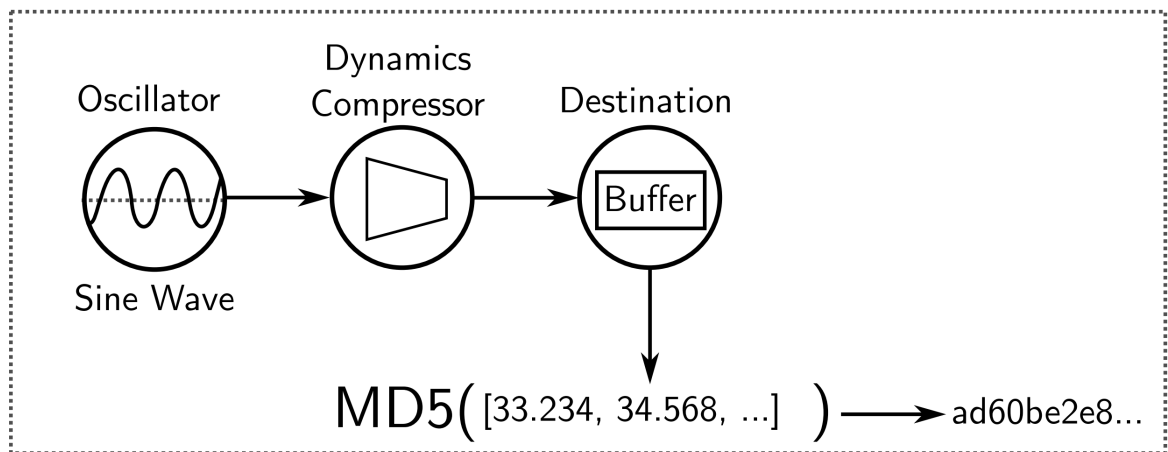 Oscillator
Dynamics
Compressor
Destination
Buffer
Sine Wave
MD5( [33.234, 34.568, ...] ) ad60be2e8...